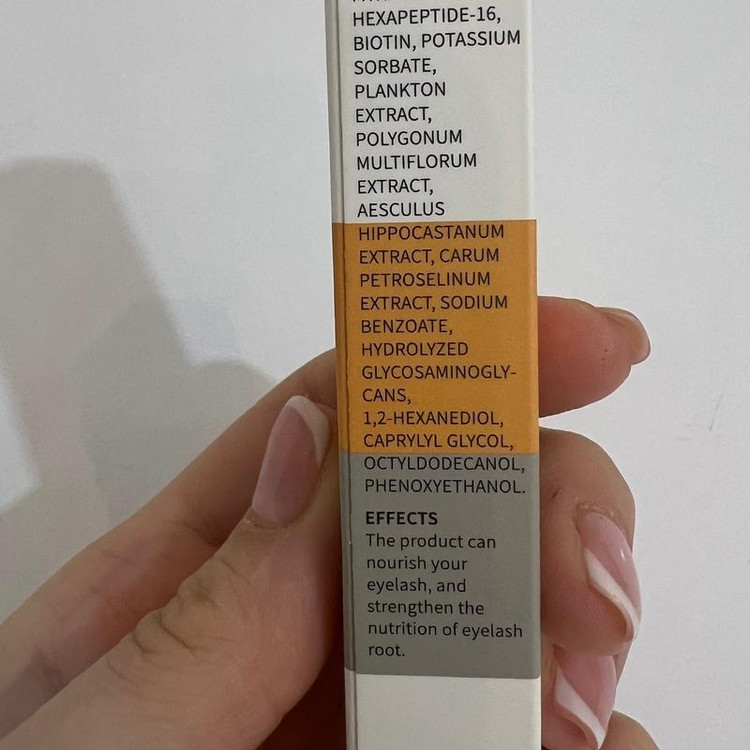 HEXAPEPTIDE-16,
BIOTIN, POTASSIUM
SORBATE,
PLANKTON
EXTRACT,
POLYGONUM
MULTIFLORUM
EXTRACT,
AESCULUS
HIPPOCASTANUM
EXTRACT, CARUM
PETROSELINUM
EXTRACT, SODIUM
BENZOATE,
HYDROLYZED
GLYCOSAMINOGLY-
CANS,
1,2-HEXANEDIOL,
CAPRYLYL GLYCOL,
OCTYLDODECANOL,
PHENOXYETHANOL.
EFFECTS
The product can
nourish your
eyelash, and
strengthen the
nutrition of eyelash
root.